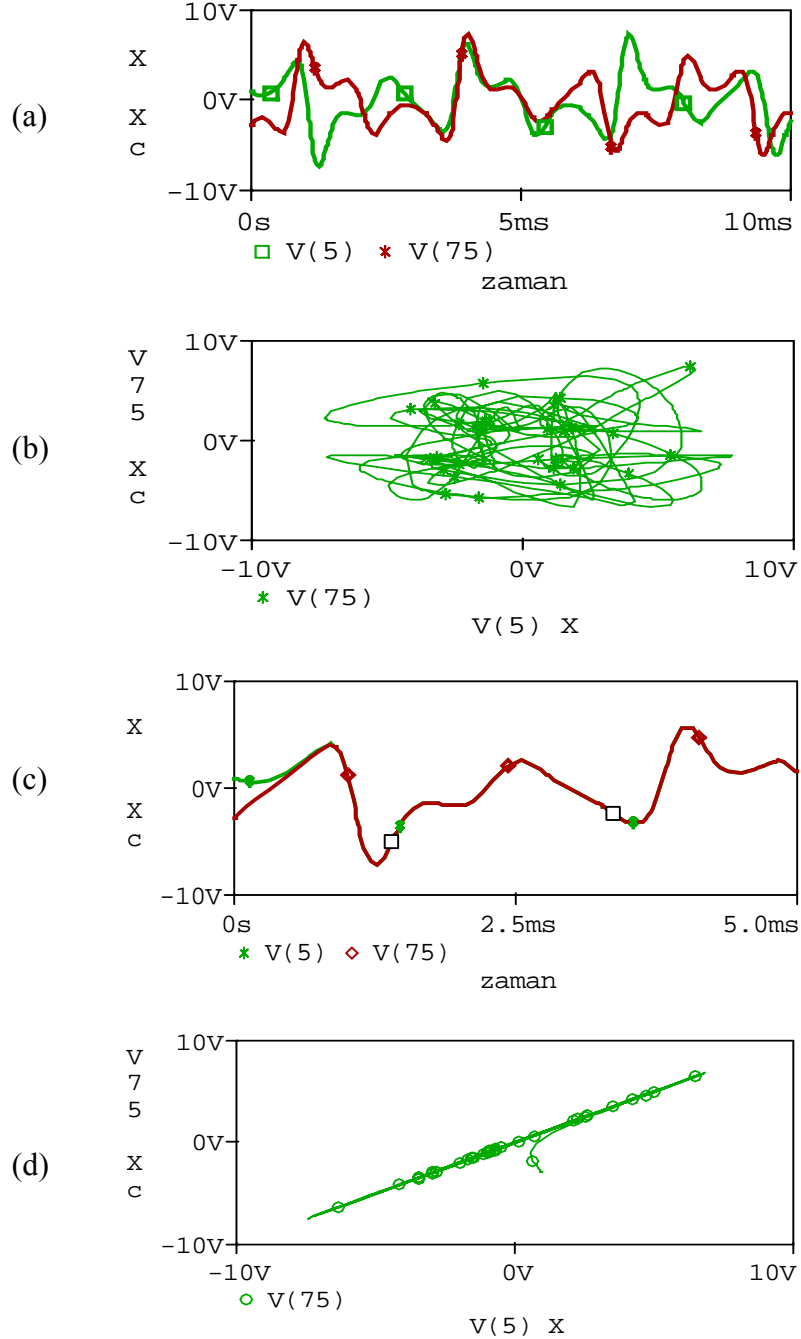 10V
X
(a)
0V
X
C
-10V
0s 5ms 10ms
V(5) V(75)
zaman
10V
V
7
5
(b)
0V
X
C
-10V
-10V 0V 10V
V(75)
V(5) X
10V
X
(c)
0V
X
C
-10V
0s 2.5ms 5.0ms
V(5) V(75)
zaman
10V
V
7
5
(d)
0V
X
C
-10V
-10V 0V 10V
V(75)
V(5) X